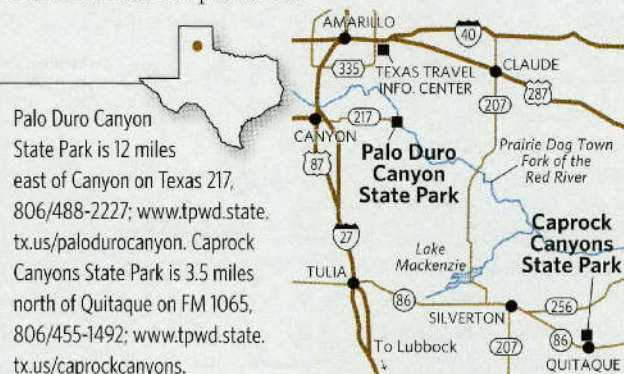 Palo Duro Canyon
State Park is 12 miles
east of Canyon on Texas 217,
806/488-2227; www.tpwd.state.
tx.us/palodurocanyon. Caprock
Canyons State Park is 3.5 miles
north of Quitaque on FM 1065,
806/455-1492; www.tpwd.state.
tx.us/caprockcanyons.
AMARILLO
40
335
TEXAS TRAVEL
INFO. CENTER
CLAUDE
287
207
217
CANYON
87
Palo Duro
Canyon
State Park
Prairie Dog Town
Fork of the
Red River
Caprock
Canyons
State Park
27
Lake
Mackenzie
TULIA
86
SILVERTON
256
86
To Lubbock
207
QUITAQUE